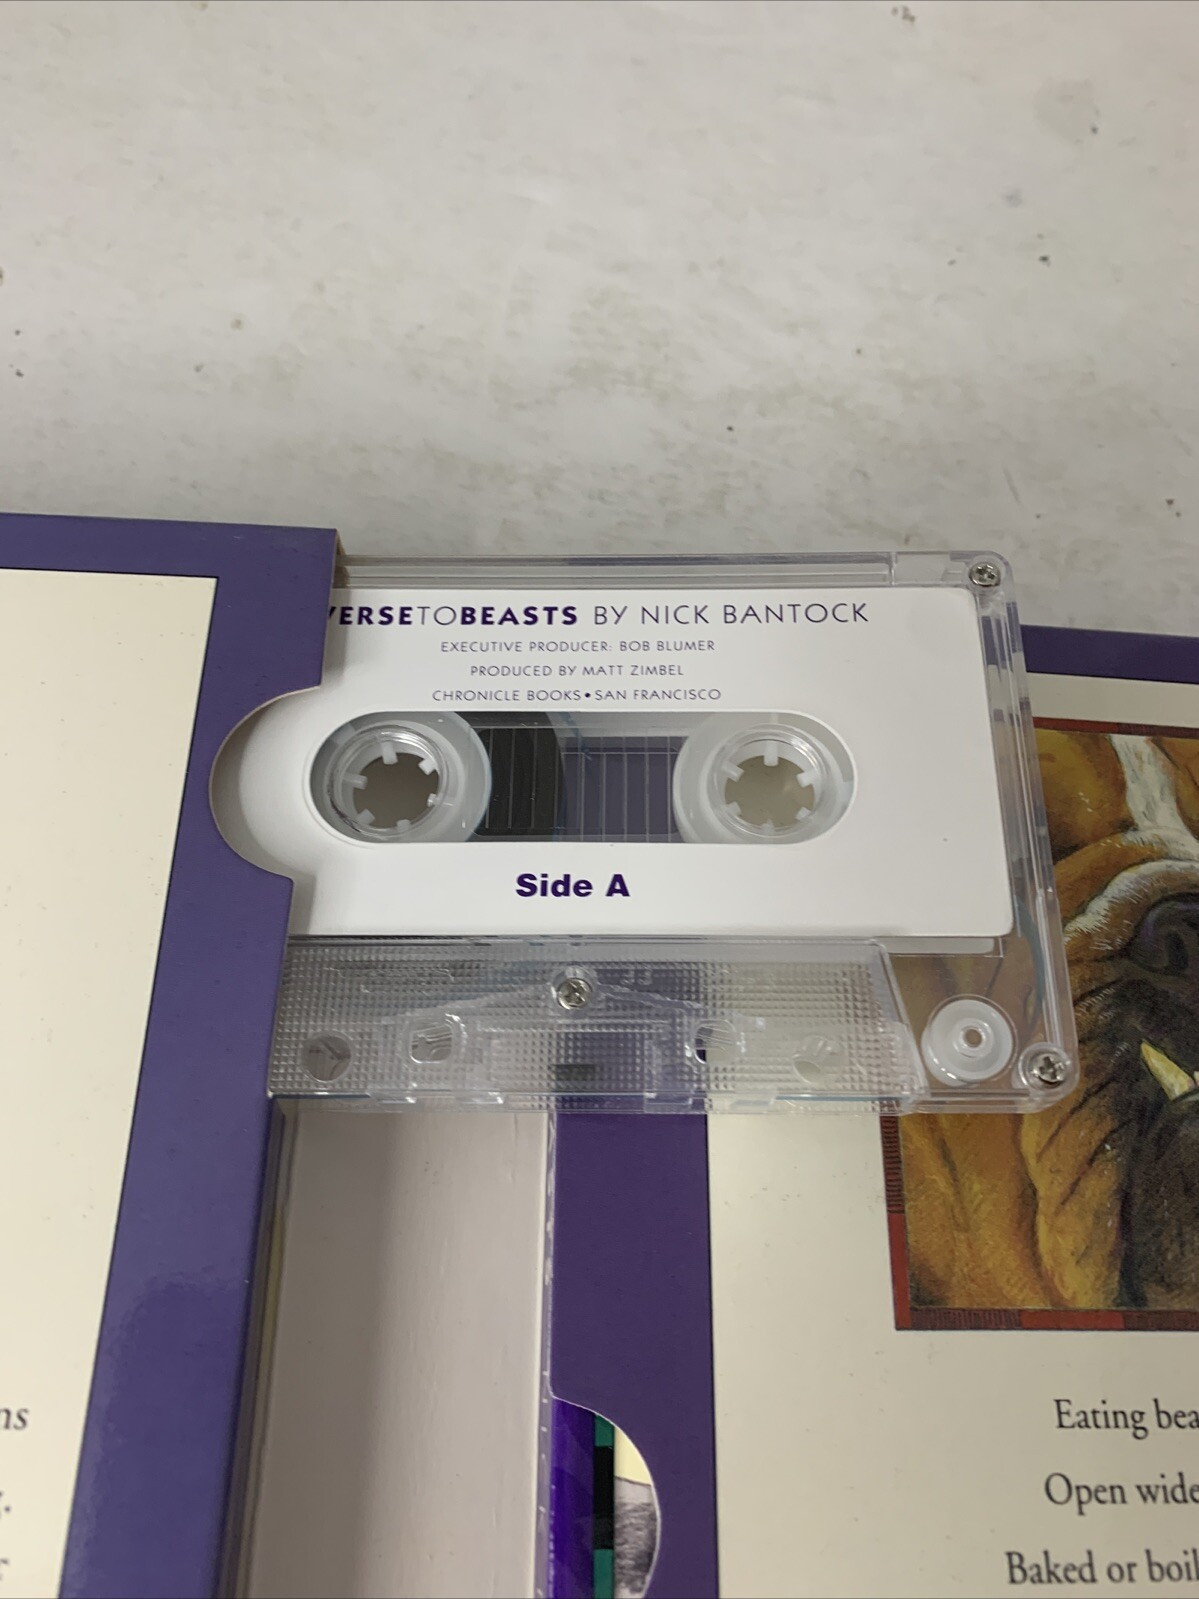 VERSETOBEASTS BY NICK BANTOCK
EXECUTIVE PRODUCER: BOB BLUMER
PRODUCED BY MATT ZIMBEL
CHRONICLE BOOKS•SAN FRANCISCO
Side A
ns
Eating bea
Open wide
Baked or boil